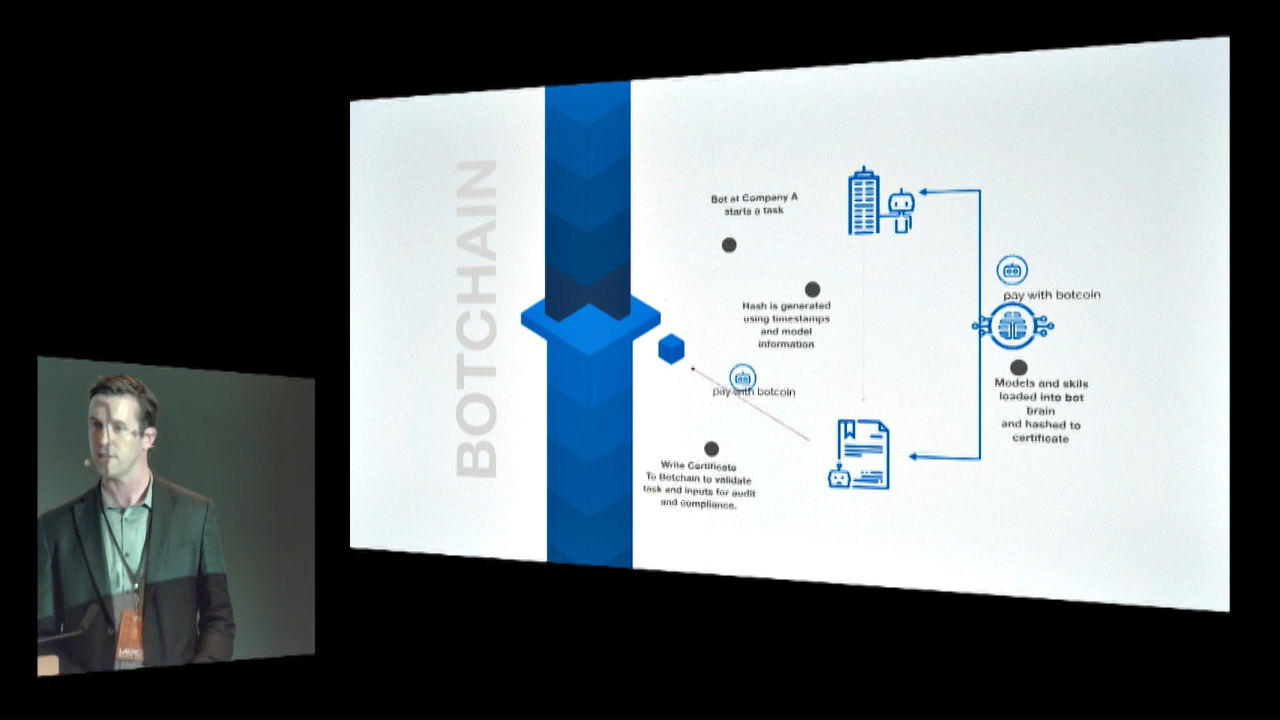 BOTCHAIN
Bot at Company A
starts a task
Hash is generated
using timestamps
and model
information
pay with botcoin
pay with botcoin
Models and skils
loaded into bot
brain
and hashed to
certificate
Write Certificate
To Botchain to validate
task and inputs for audit
and compliance.